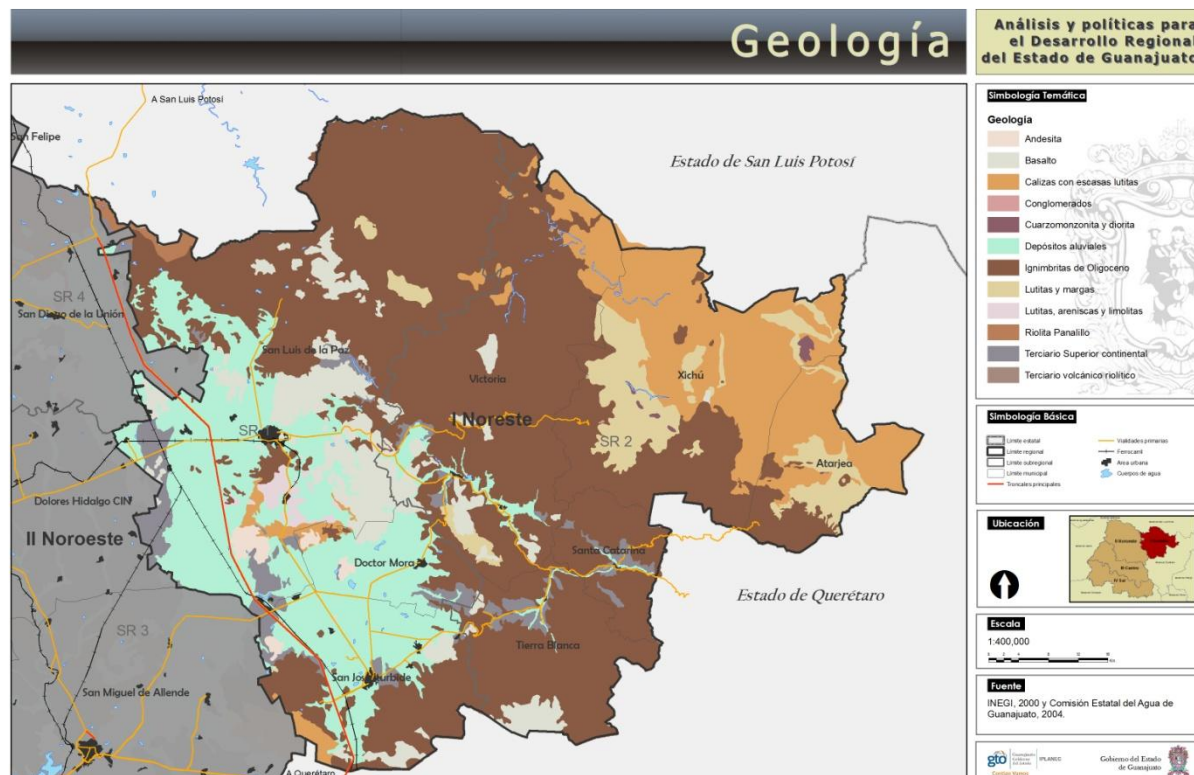 Geología
Análisis y políticas para
el Desarrollo Regional
del Estado de Guanajuato
A San Luis Potosí
San Felipe
Estado de San Luis Potosí
SR 4
San Diego de la Unión
San Luis de la Paz
Victoria
Xichú
I Noreste
SR 2
Atarjea
Dolores Hidalgo CIN
II Noroeste
Doctor Mora
Santa Catarina
Estado de Querétaro
SR 3
Tierra Blanca
San José Iturbide
San Miguel de Allende
A Querétaro
Simbología Temática
Geología
Andesita
Basalto
Calizas con escasas lutitas
Conglomerados
Cuarzomonzonita y diorita
Depósitos aluviales
Ignimbritas de Oligoceno
Lutitas y margas
Lutitas, areniscas y limolitas
Riolita Panalillo
Terciario Superior continental
Terciario volcánico riolítico
Simbología Básica
Límite estatal
Límite regional
Límite subregional
Límite municipal
Troncales principales
Vialidades primarias
Ferrocarril
Area urbana
Cuerpos de agua
Ubicación
Escala
1:400,000
Fuente
INEGI, 2000 y Comisión Estatal del Agua de
Guanajuato, 2004.
gto
IPLANEG
Contigo Vamos
Gobierno del Estado
de Guanajuato